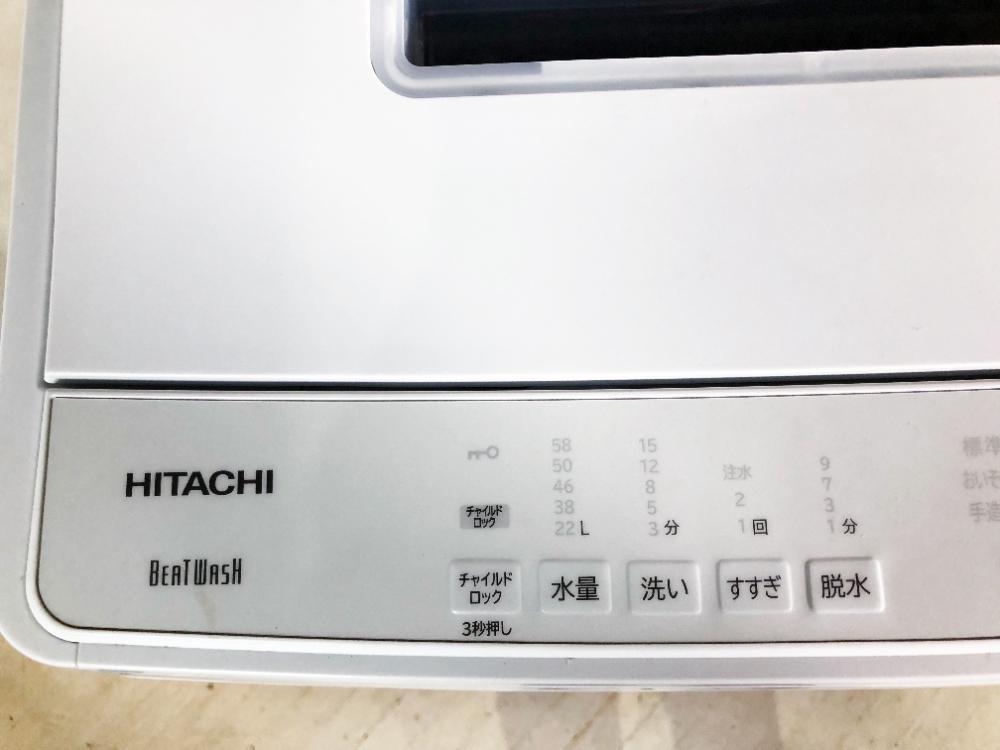 HITACHI
BEATWASH
チャイルド
ロック
チャイルド
ロック
3秒押し
58
50
46
38
22 L
水量
15
12
8
5
3 分
洗い
注水
2
1 回
すすぎ
9
7
3
1 分
脱水
標準
おいそ
手造